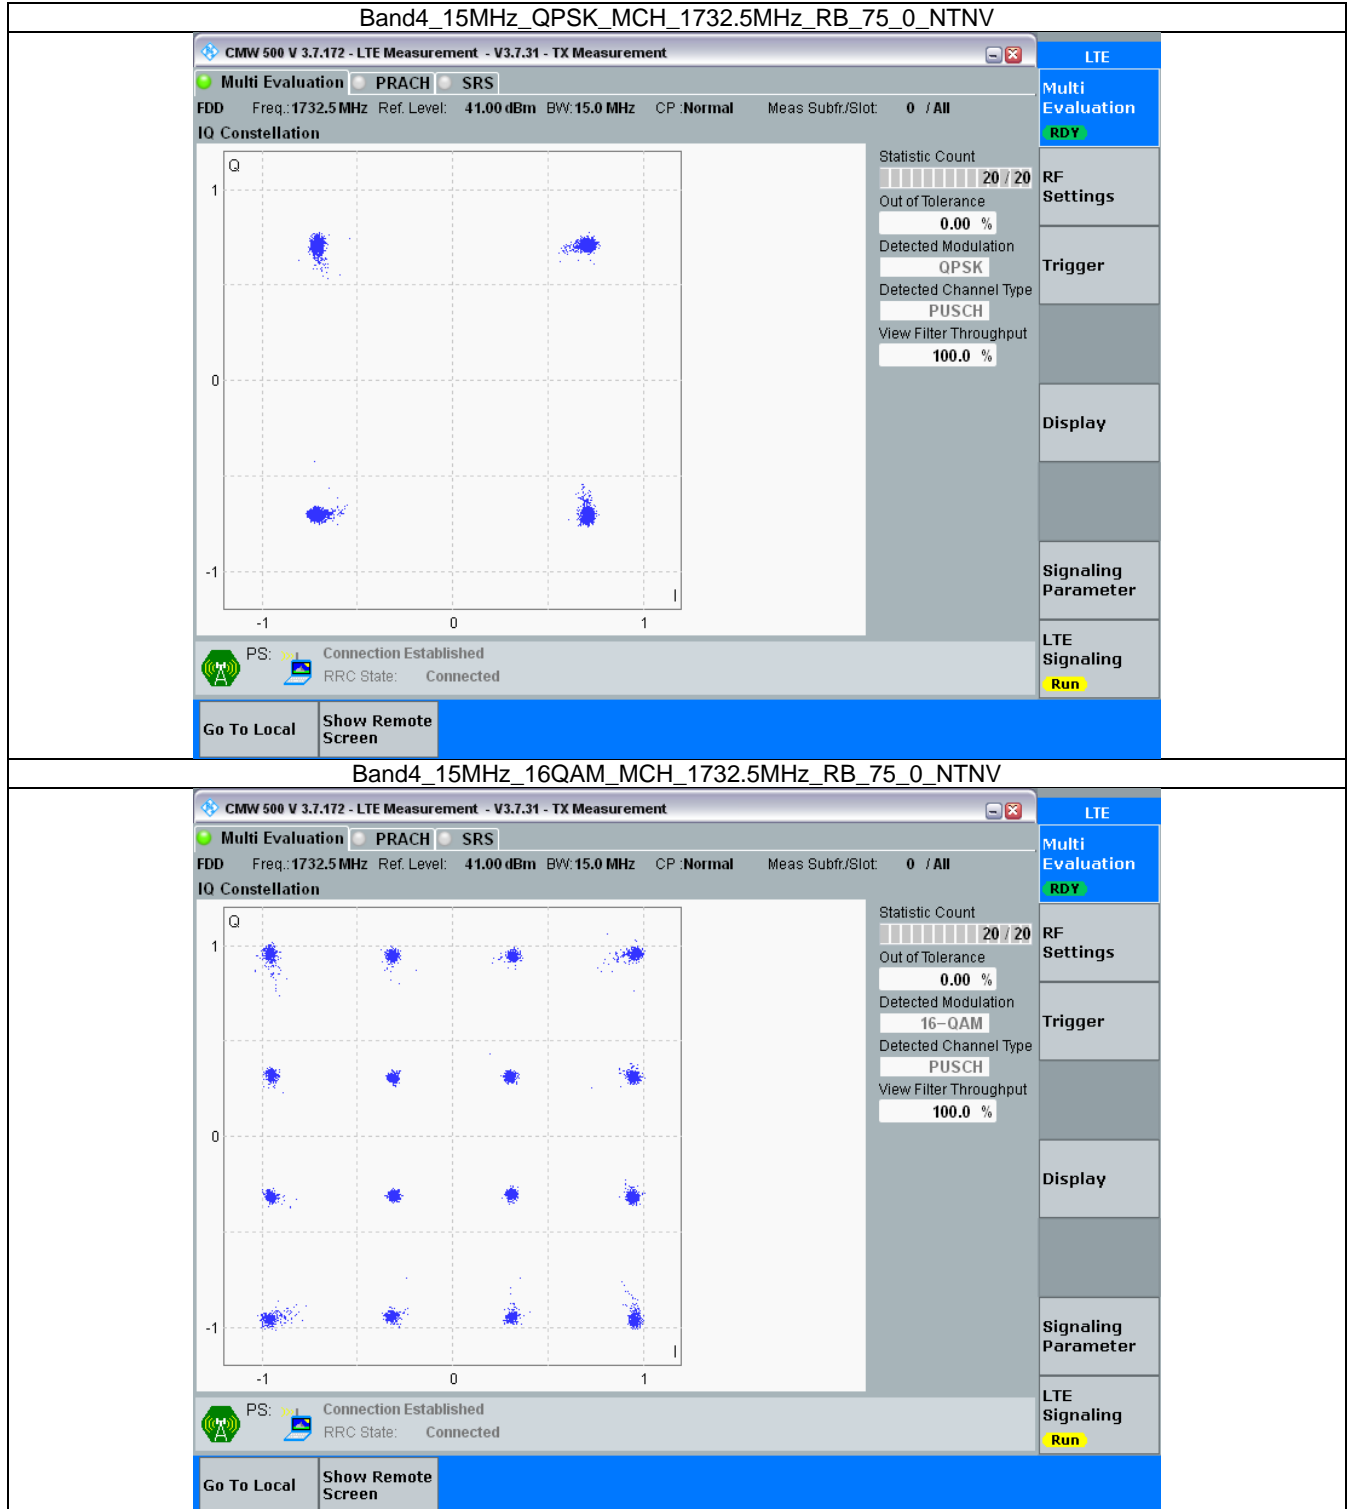 Band4_15MHz_QPSK_MCH_1732.5MHz_RB_75_0_NTNV
CMW 500 V 3.7.172 - LTE Measurement - V3.7.31 - TX Measurement
LTE
Multi Evaluation PRACH SRS
Multi
Evaluation
RDY
FDD Freq.: 1732.5 MHz Ref. Level: 41.00 dBm BW: 15.0 MHz CP : Normal Meas Subfr./Slot: 0 / All
IQ Constellation
Q
1
0
-1
I
-1 0 1
Statistic Count
20 / 20
Out of Tolerance
0.00 %
Detected Modulation
QPSK
Detected Channel Type
PUSCH
View Filter Throughput
100.0 %
RF
Settings
Trigger
Display
Signaling
Parameter
LTE
Signaling
Run
PS: Connection Established
RRC State: Connected
Go To Local
Show Remote
Screen
Band4_15MHz_16QAM_MCH_1732.5MHz_RB_75_0_NTNV
CMW 500 V 3.7.172 - LTE Measurement - V3.7.31 - TX Measurement
LTE
Multi Evaluation PRACH SRS
Multi
Evaluation
RDY
FDD Freq.: 1732.5 MHz Ref. Level: 41.00 dBm BW: 15.0 MHz CP : Normal Meas Subfr./Slot: 0 / All
IQ Constellation
Q
1
0
-1
I
-1 0 1
Statistic Count
20 / 20
Out of Tolerance
0.00 %
Detected Modulation
16-QAM
Detected Channel Type
PUSCH
View Filter Throughput
100.0 %
RF
Settings
Trigger
Display
Signaling
Parameter
LTE
Signaling
Run
PS: Connection Established
RRC State: Connected
Go To Local
Show Remote
Screen